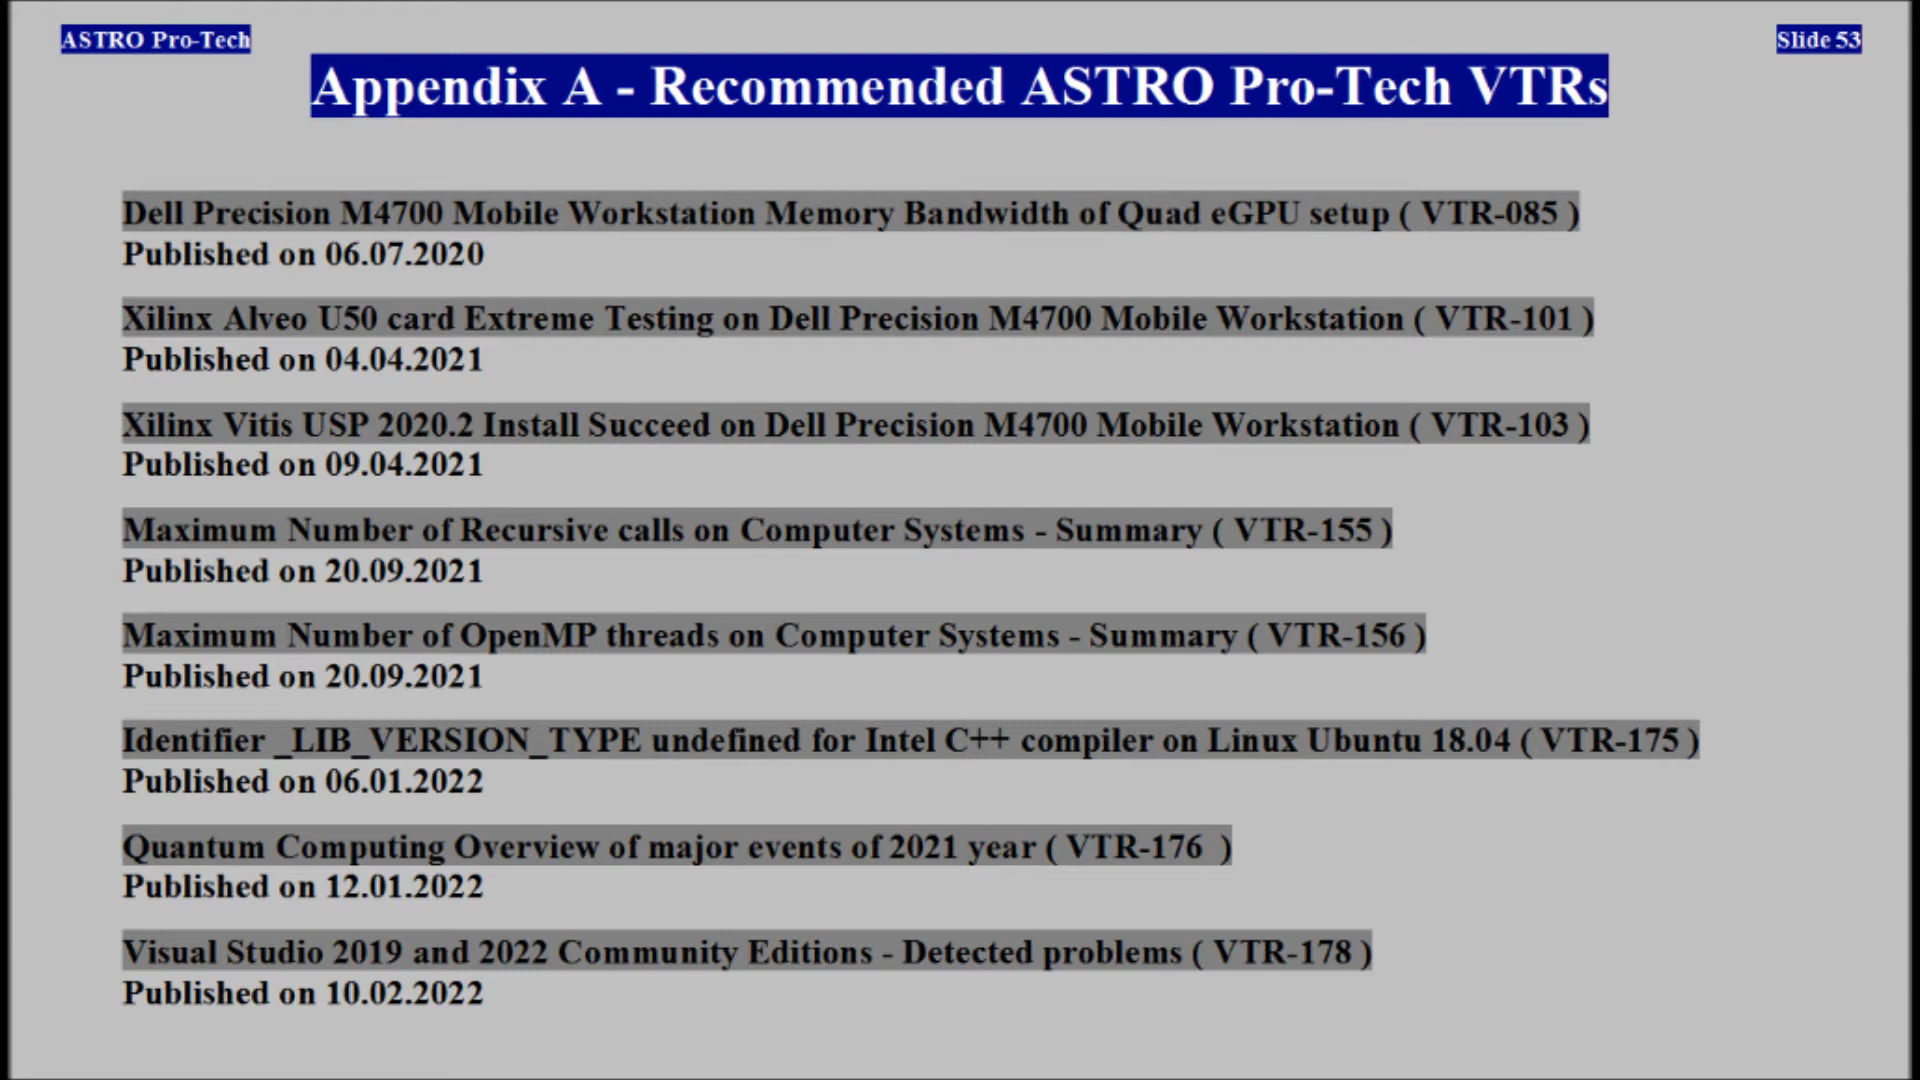 ASTRO Pro-Tech
Slide 53
Appendix A - Recommended ASTRO Pro-Tech VTRs
Dell Precision M4700 Mobile Workstation Memory Bandwidth of Quad eGPU setup ( VTR-085 )
Published on 06.07.2020
Xilinx Alveo U50 card Extreme Testing on Dell Precision M4700 Mobile Workstation ( VTR-101 )
Published on 04.04.2021
Xilinx Vitis USP 2020.2 Install Succeed on Dell Precision M4700 Mobile Workstation ( VTR-103 )
Published on 09.04.2021
Maximum Number of Recursive calls on Computer Systems - Summary ( VTR-155 )
Published on 20.09.2021
Maximum Number of OpenMP threads on Computer Systems - Summary ( VTR-156 )
Published on 20.09.2021
Identifier _LIB_VERSION_TYPE undefined for Intel C++ compiler on Linux Ubuntu 18.04 ( VTR-175 )
Published on 06.01.2022
Quantum Computing Overview of major events of 2021 year ( VTR-176  )
Published on 12.01.2022
Visual Studio 2019 and 2022 Community Editions - Detected problems ( VTR-178 )
Published on 10.02.2022